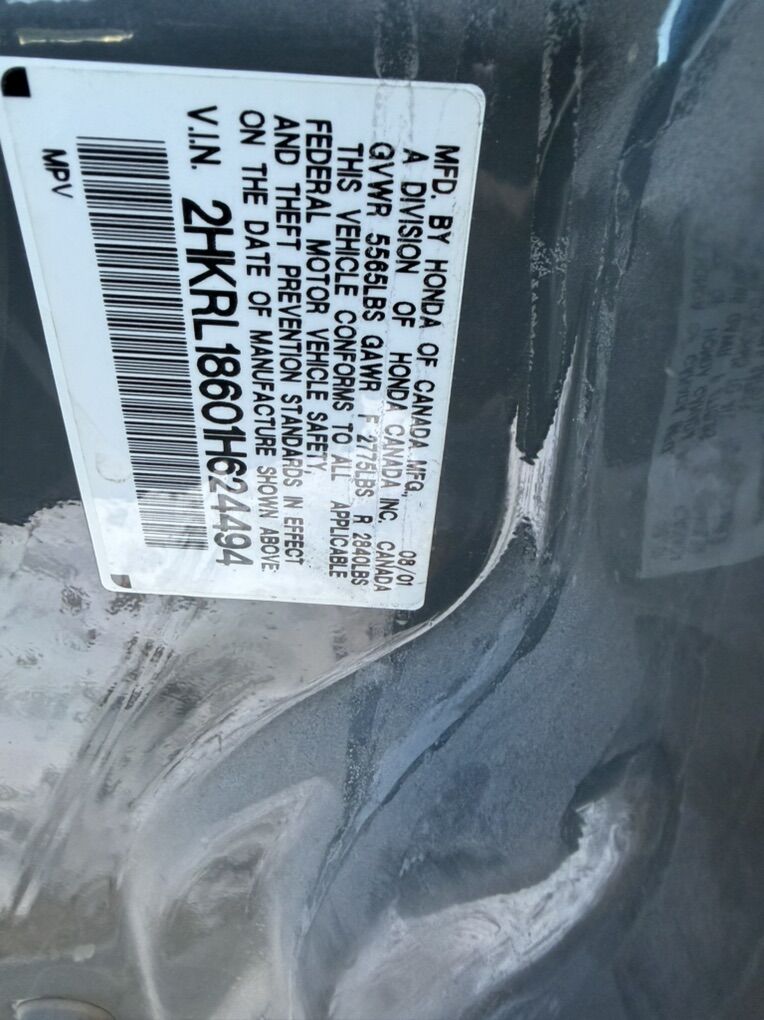 MFD. BY HONDA OF CANADA MFG., 08/01
A DIVISION OF HONDA CANADA INC. CANADA
GVWR 5565LBS GAWR F 2775LBS R 2840LBS
THIS VEHICLE CONFORMS TO ALL APPLICABLE
FEDERAL MOTOR VEHICLE SAFETY
AND THEFT PREVENTION STANDARDS IN EFFECT
ON THE DATE OF MANUFACTURE SHOWN ABOVE.
V.I.N. 2HKRL18601H624494
MPV